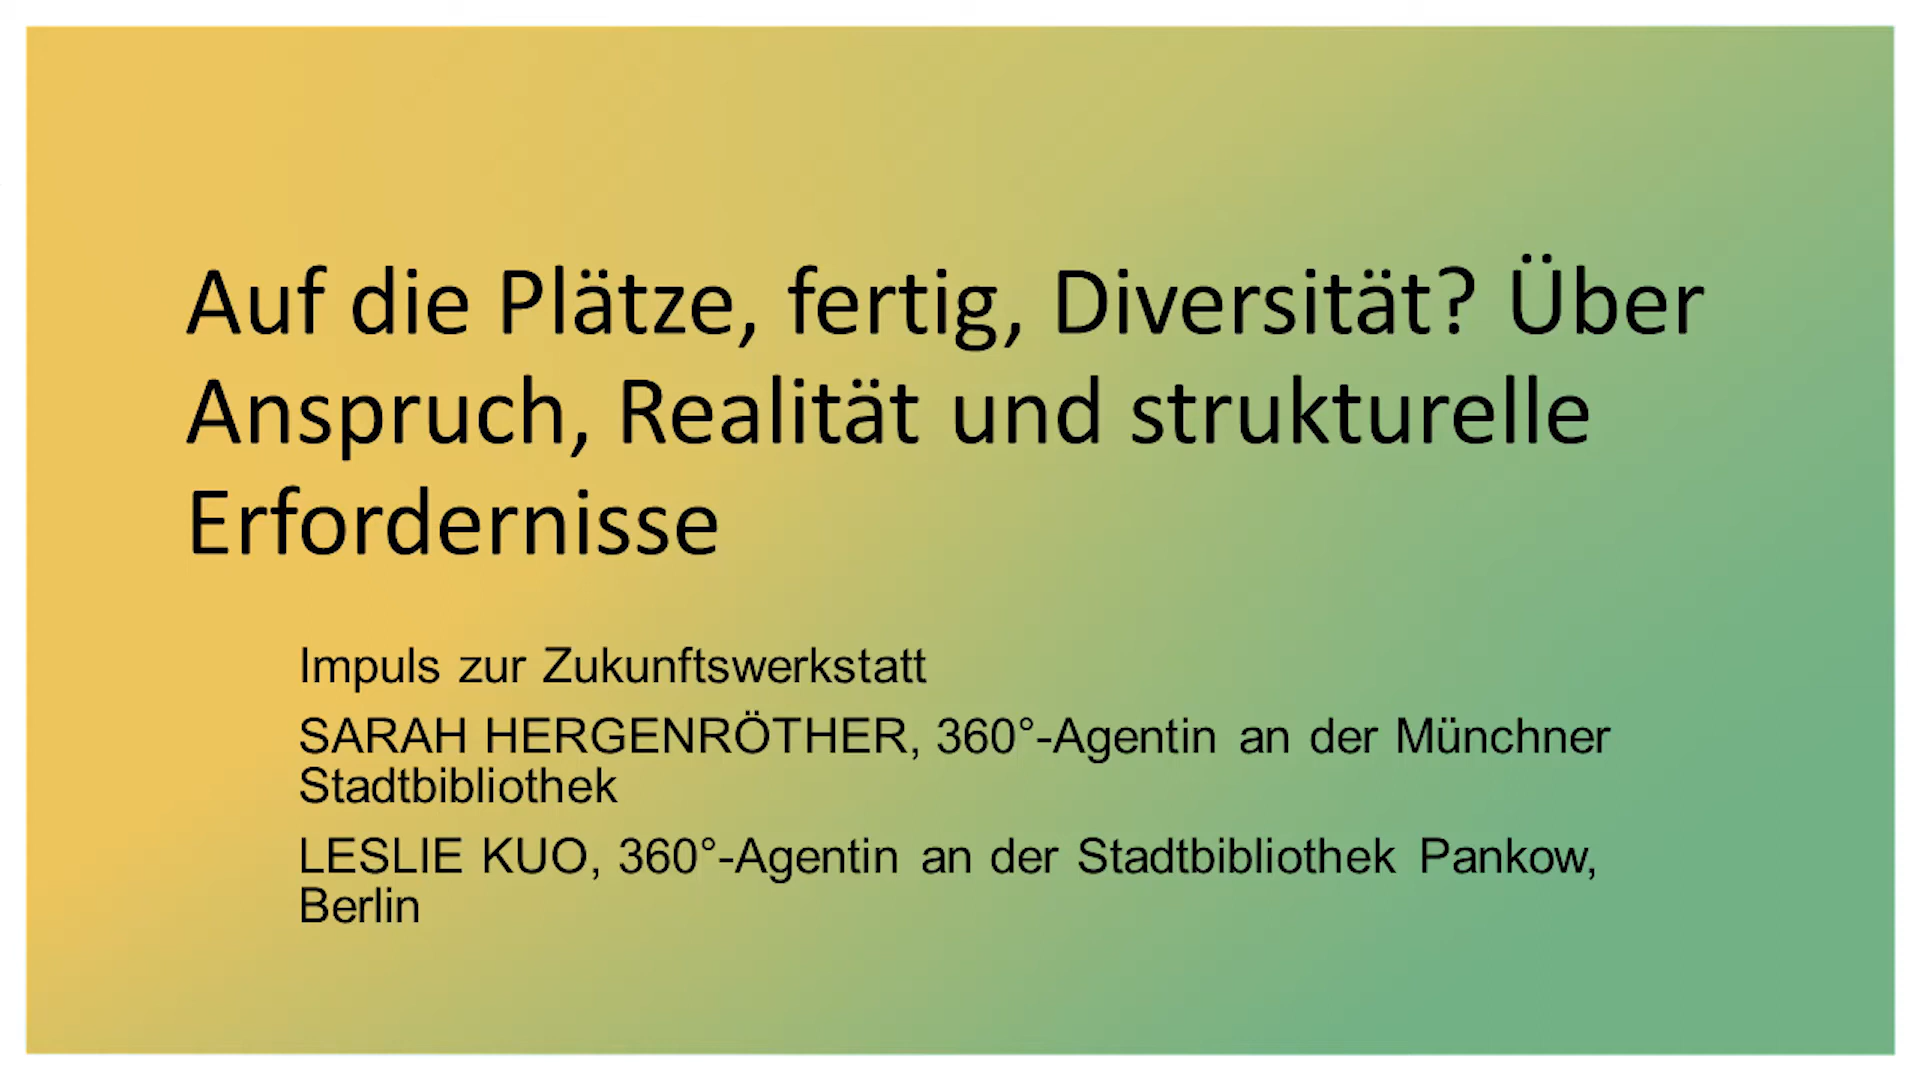 Auf die Plätze, fertig, Diversität? Über
Anspruch, Realität und strukturelle
Erfordernisse
Impuls zur Zukunftswerkstatt
SARAH HERGENRÖTHER, 360°-Agentin an der Münchner
Stadtbibliothek
LESLIE KUO, 360°-Agentin an der Stadtbibliothek Pankow,
Berlin